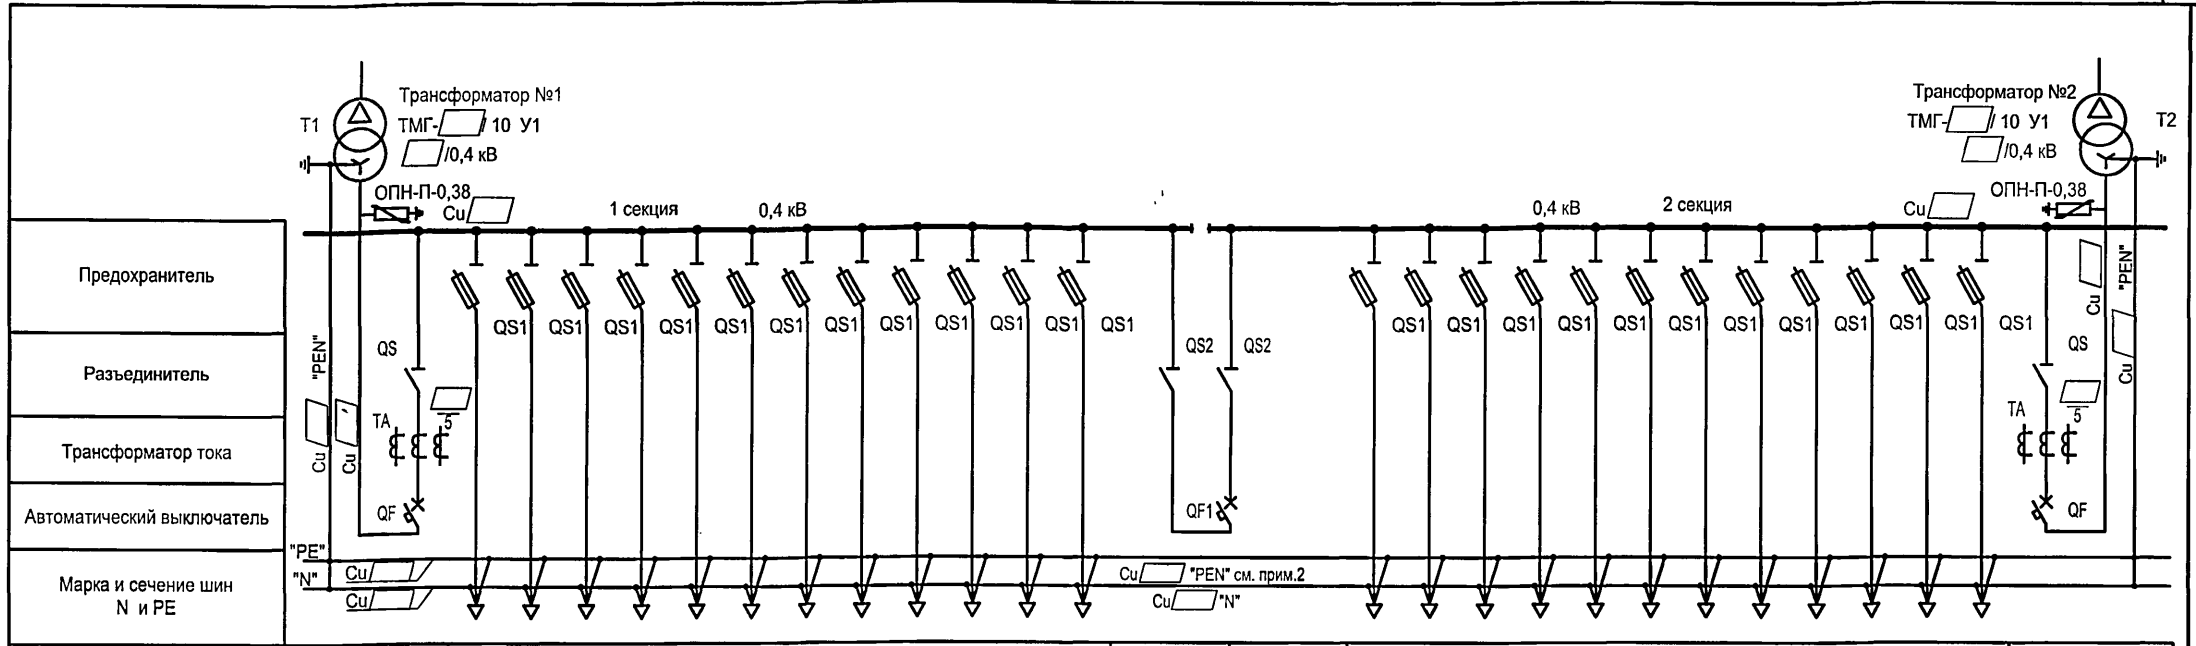 Трансформатор №1
T1
ТМГ- / 10 У1
/0,4 кВ
ОПН-П-0,38
Cu
1 секция
0,4 кВ
Трансформатор №2
ТМГ- / 10 У1
T2
/0,4 кВ
ОПН-П-0,38
0,4 кВ
2 секция
Cu
Предохранитель
Разъединитель
Трансформатор тока
Автоматический выключатель
Марка и сечение шин
N и PE
"PEN"
Cu
Cu
QS
TA
5
QF
QS1 QS1 QS1 QS1 QS1 QS1 QS1 QS1 QS1 QS1 QS1 QS1
QS2 QS2
QF1
QS1 QS1 QS1 QS1 QS1 QS1 QS1 QS1 QS1 QS1 QS1 QS1
QS
TA
5
QF
Cu
"PEN"
Cu
"PE"
"N"
Cu
Cu
Cu "PEN" см. прим.2
Cu "N"